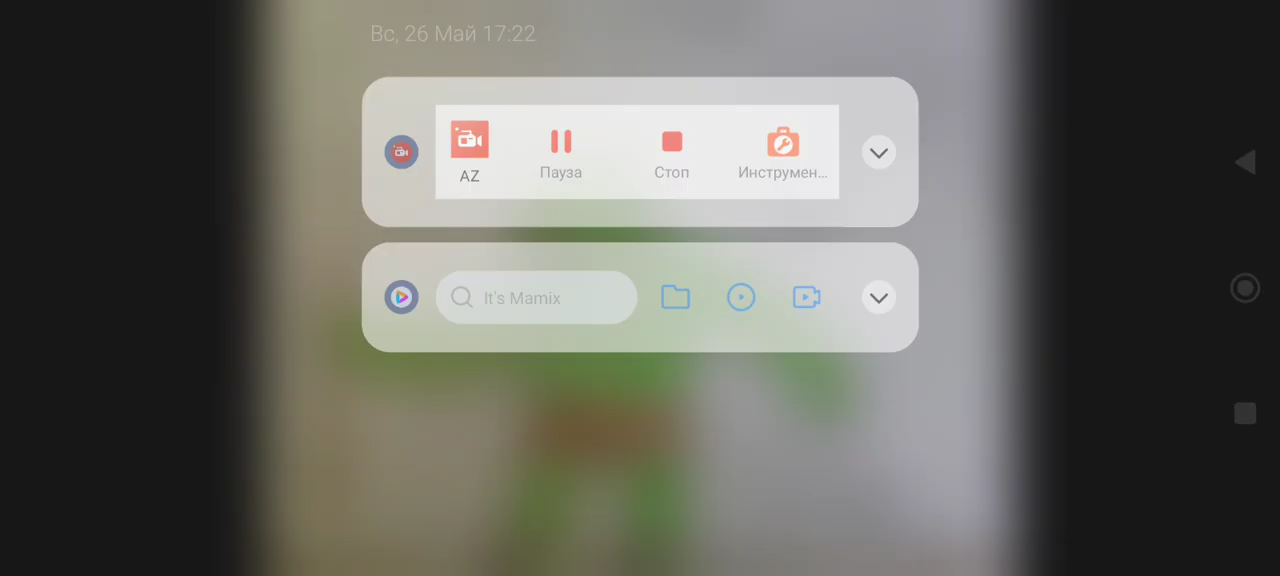 Вс, 26 Май 17:22
AZ
Пауза
Стоп
Инструмен...
It's Mamix